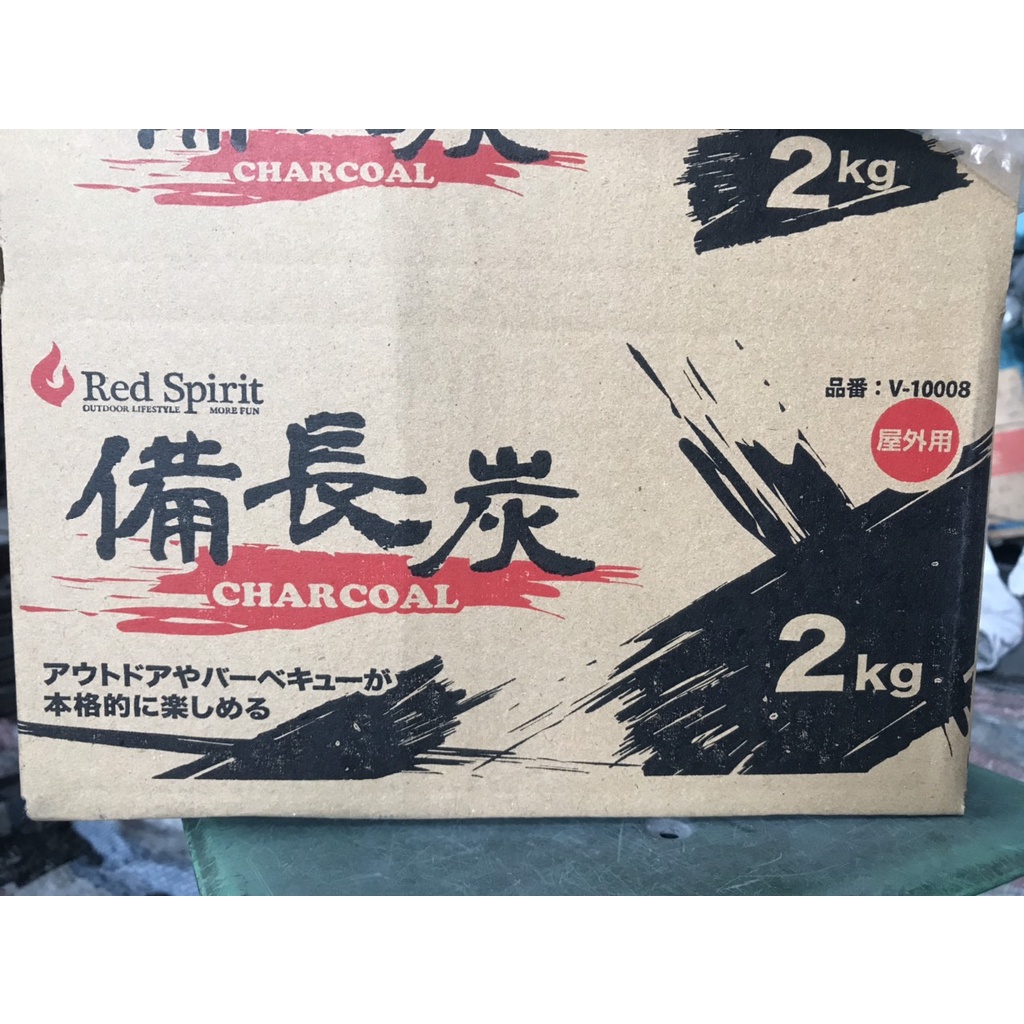 CHARCOAL
2kg
Red Spirit
OUTDOOR LIFESTYLE MORE FUN
品番：V-10008
屋外用
備長炭
CHARCOAL
アウトドアやバーベキューが
本格的に楽しめる
2kg